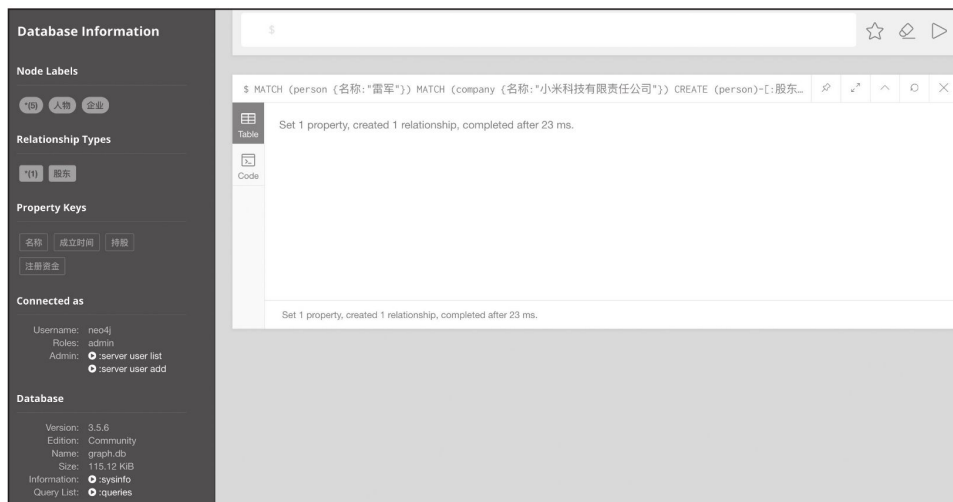 Database Information
Node Labels
*(5) 人物 企业
Relationship Types
*(1) 股东
Property Keys
名称 成立时间 持股
注册资金
Connected as
Username: neo4j
Roles: admin
Admin: :server user list
:server user add
Database
Version: 3.5.6
Edition: Community
Name: graph.db
Size: 115.12 KiB
Information: :sysinfo
Query List: :queries
$
$ MATCH (person {名称:"雷军"}) MATCH (company {名称:"小米科技有限责任公司"}) CREATE (person)-[:股东…
Table
Set 1 property, created 1 relationship, completed after 23 ms.
Code
Set 1 property, created 1 relationship, completed after 23 ms.